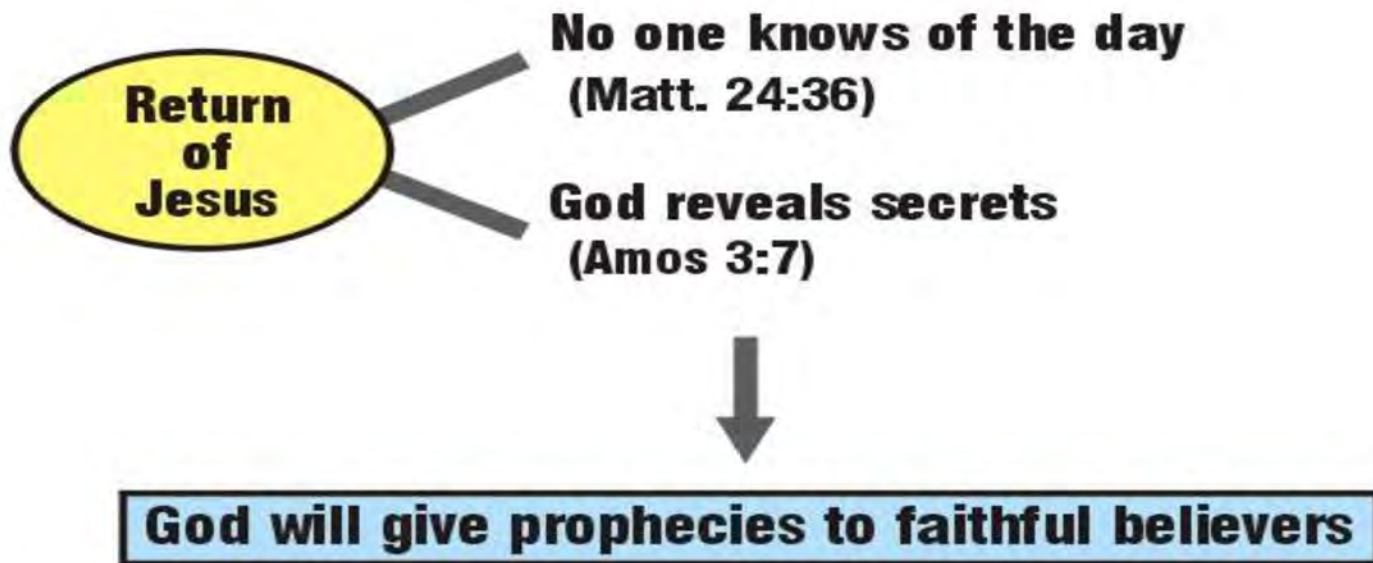 Return
of
Jesus
No one knows of the day
(Matt. 24:36)
God reveals secrets
(Amos 3:7)
God will give prophecies to faithful believers